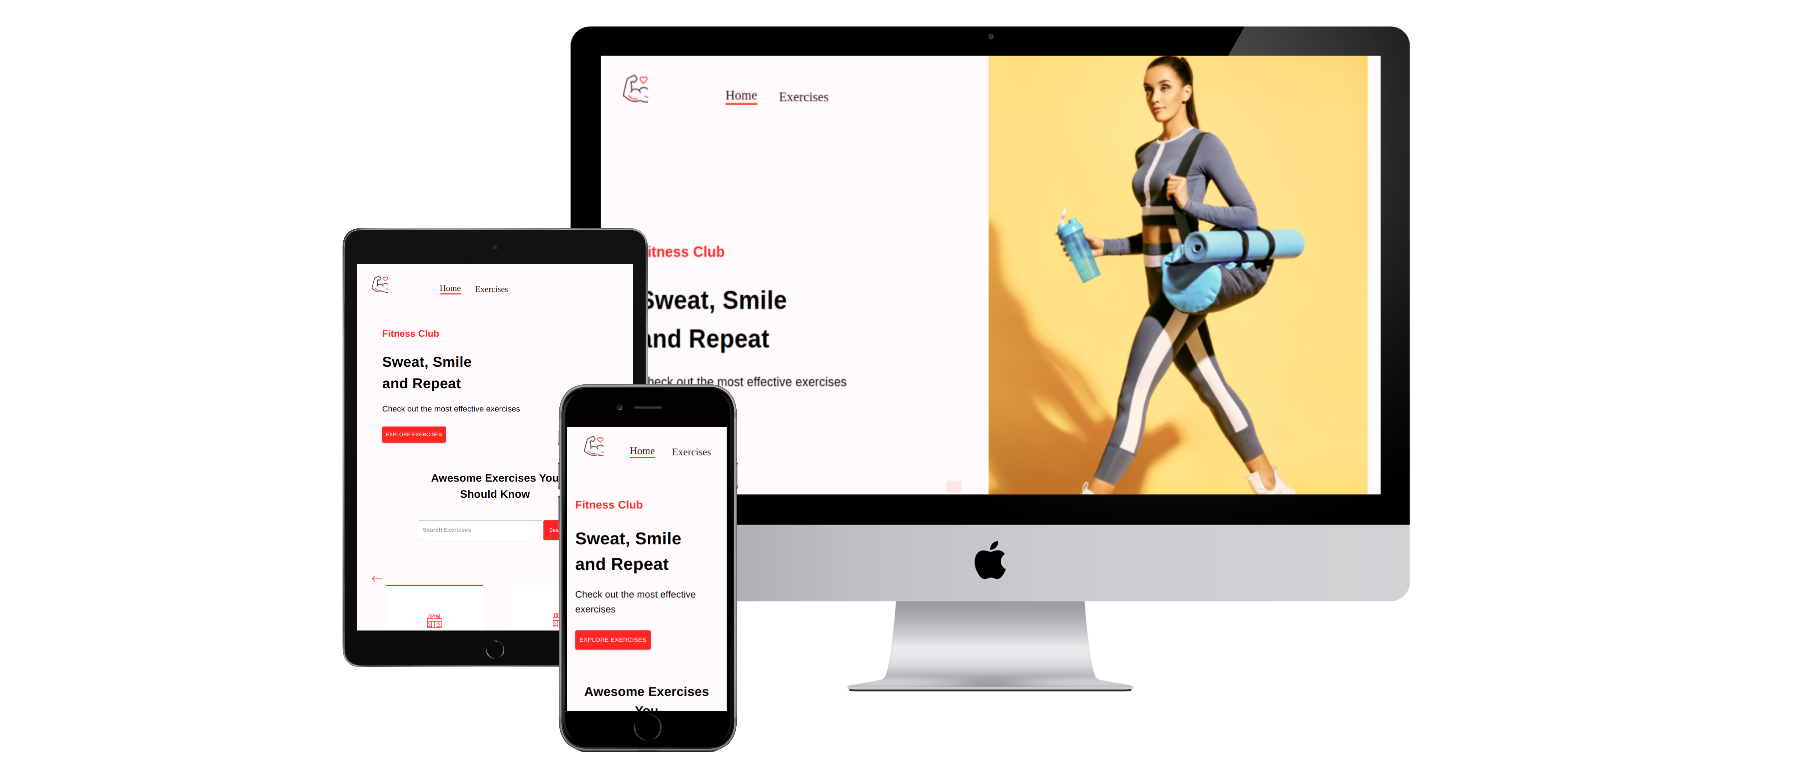 Home Exercises
itness Club
Sweat, Smile
and Repeat
heck out the most effective exercises
Home Exercises
Fitness Club
Sweat, Smile
and Repeat
Check out the most effective exercises
EXPLORE EXERCISES
Awesome Exercises You
Should Know
Search Exercises
Home Exercises
Fitness Club
Sweat, Smile
and Repeat
Check out the most effective
exercises
EXPLORE EXERCISES
Awesome Exercises
You